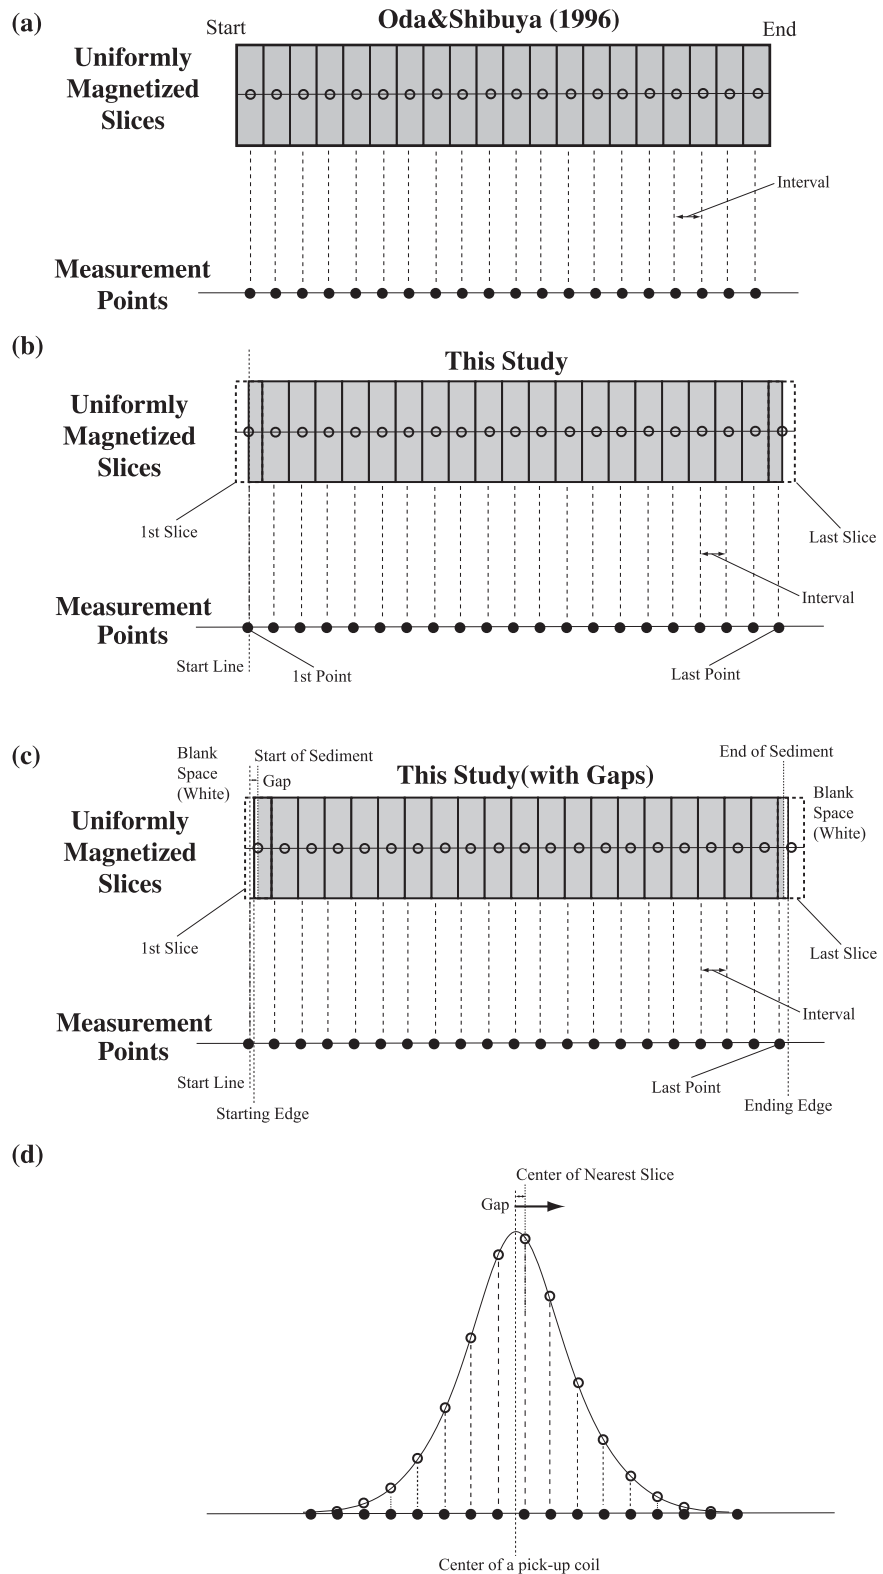 (a)
Oda&Shibuya (1996)
Start
End
Uniformly
Magnetized
Slices
Interval
Measurement
Points
(b)
This Study
Uniformly
Magnetized
Slices
1st Slice
Last Slice
Interval
Measurement
Points
Start Line
1st Point
Last Point
(c)
Blank
Space
(White)
Start of Sediment
Gap
This Study(with Gaps)
End of Sediment
Blank
Space
(White)
Uniformly
Magnetized
Slices
1st Slice
Last Slice
Interval
Measurement
Points
Start Line
Last Point
Starting Edge
Ending Edge
(d)
Center of Nearest Slice
Gap
Center of a pick-up coil